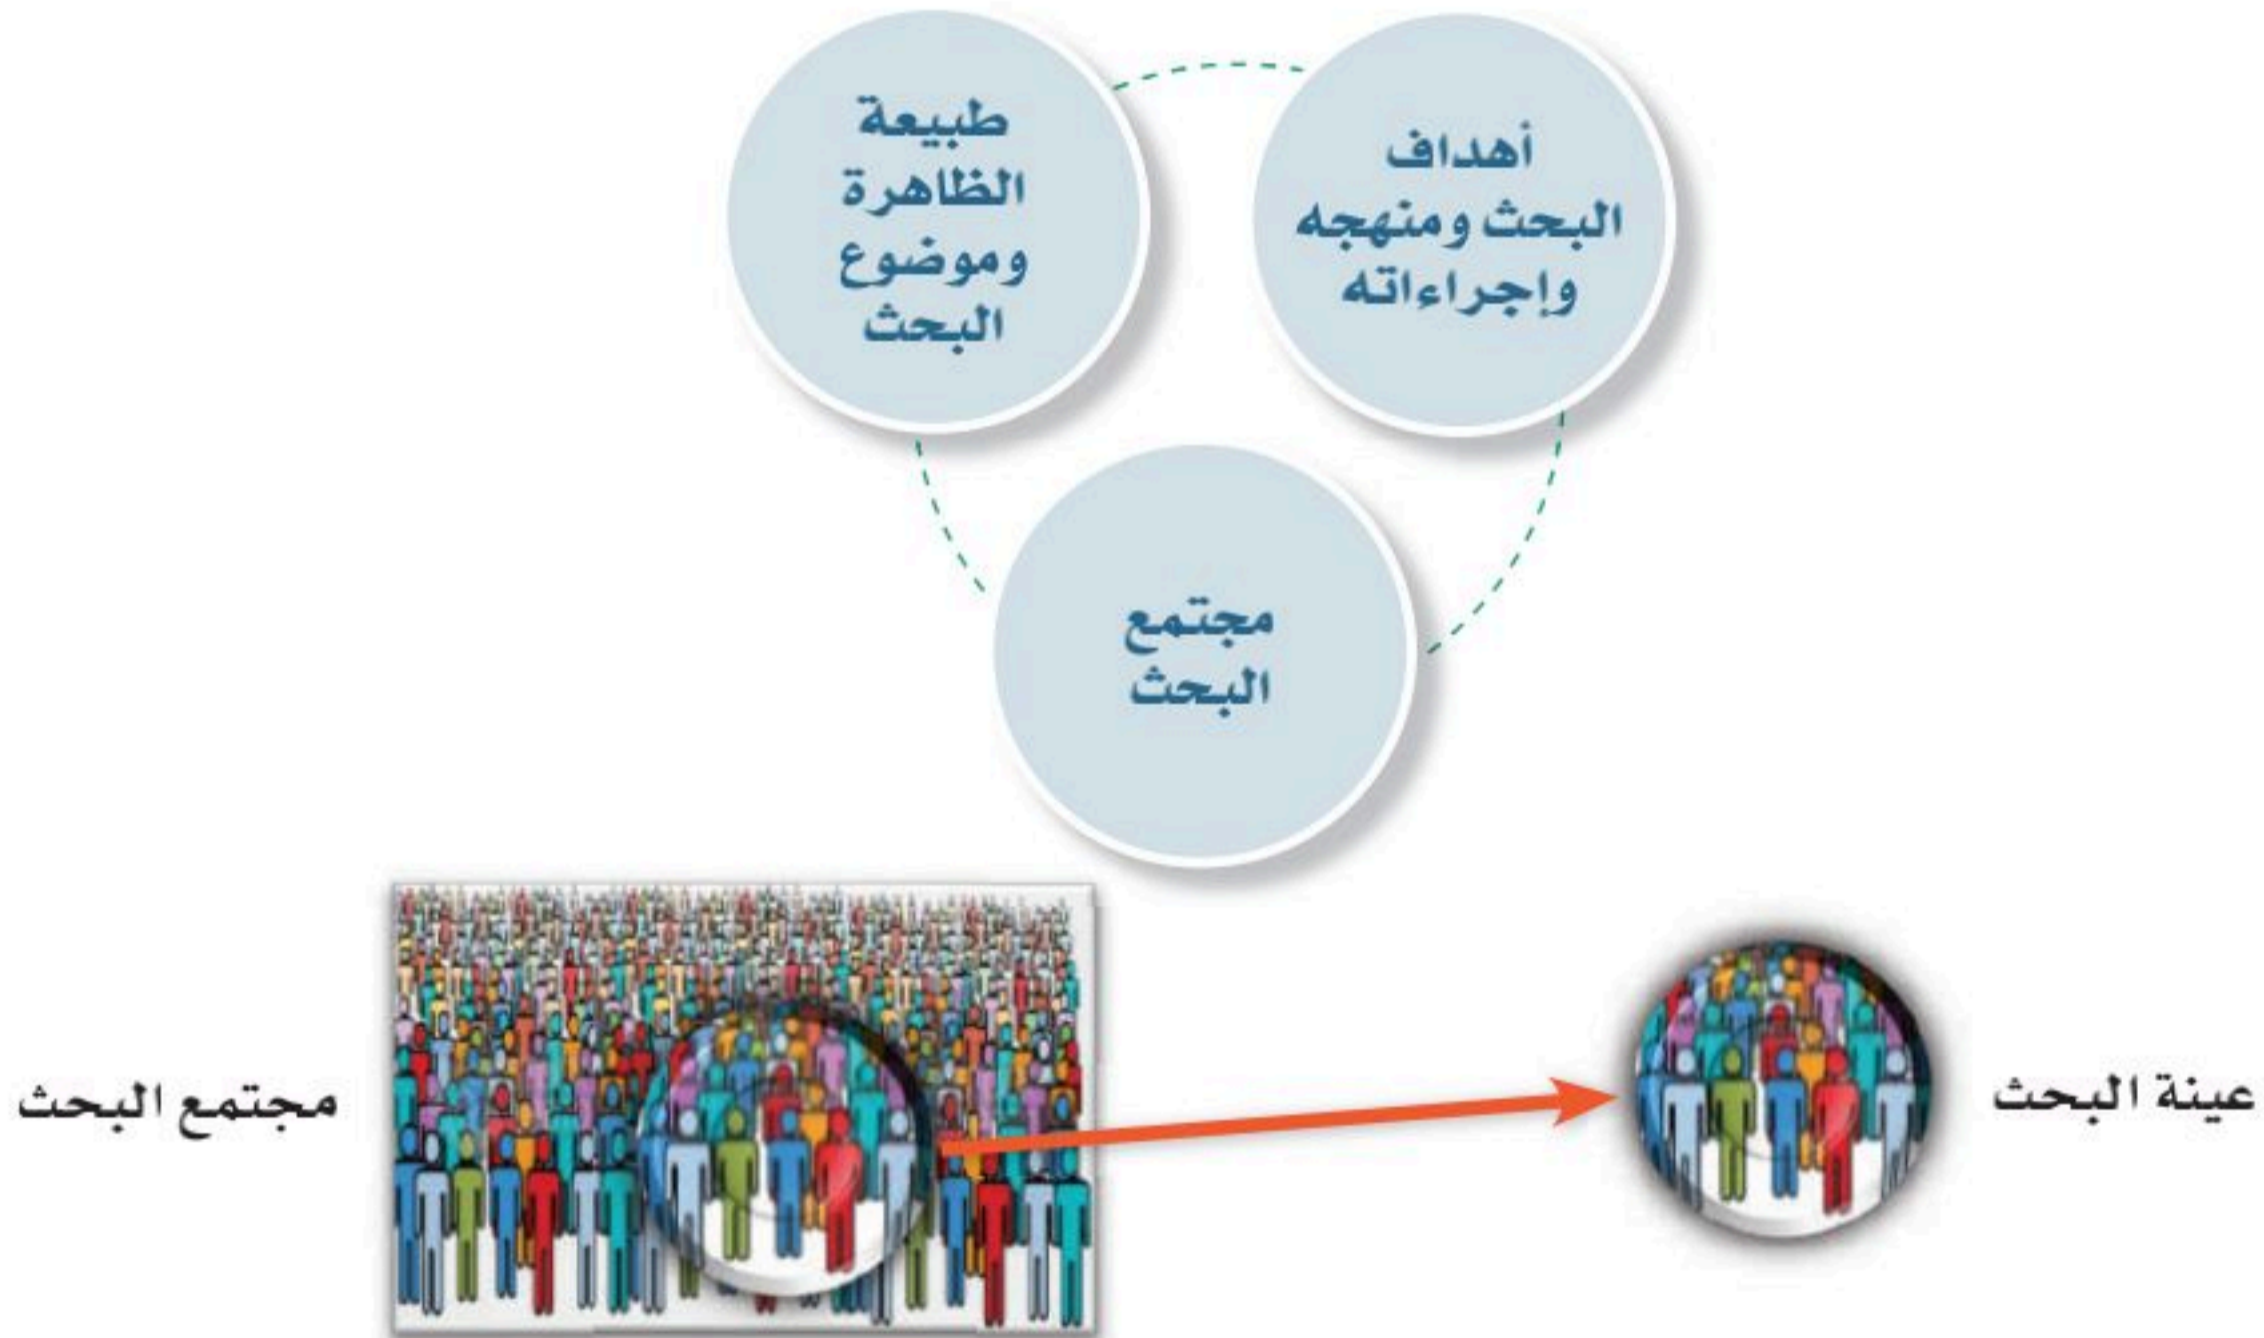 أهداف
البحث ومنهجه
وإجراءاته
طبيعة
الظاهرة
وموضوع
البحث
مجتمع
البحث
عينة البحث
مجتمع البحث